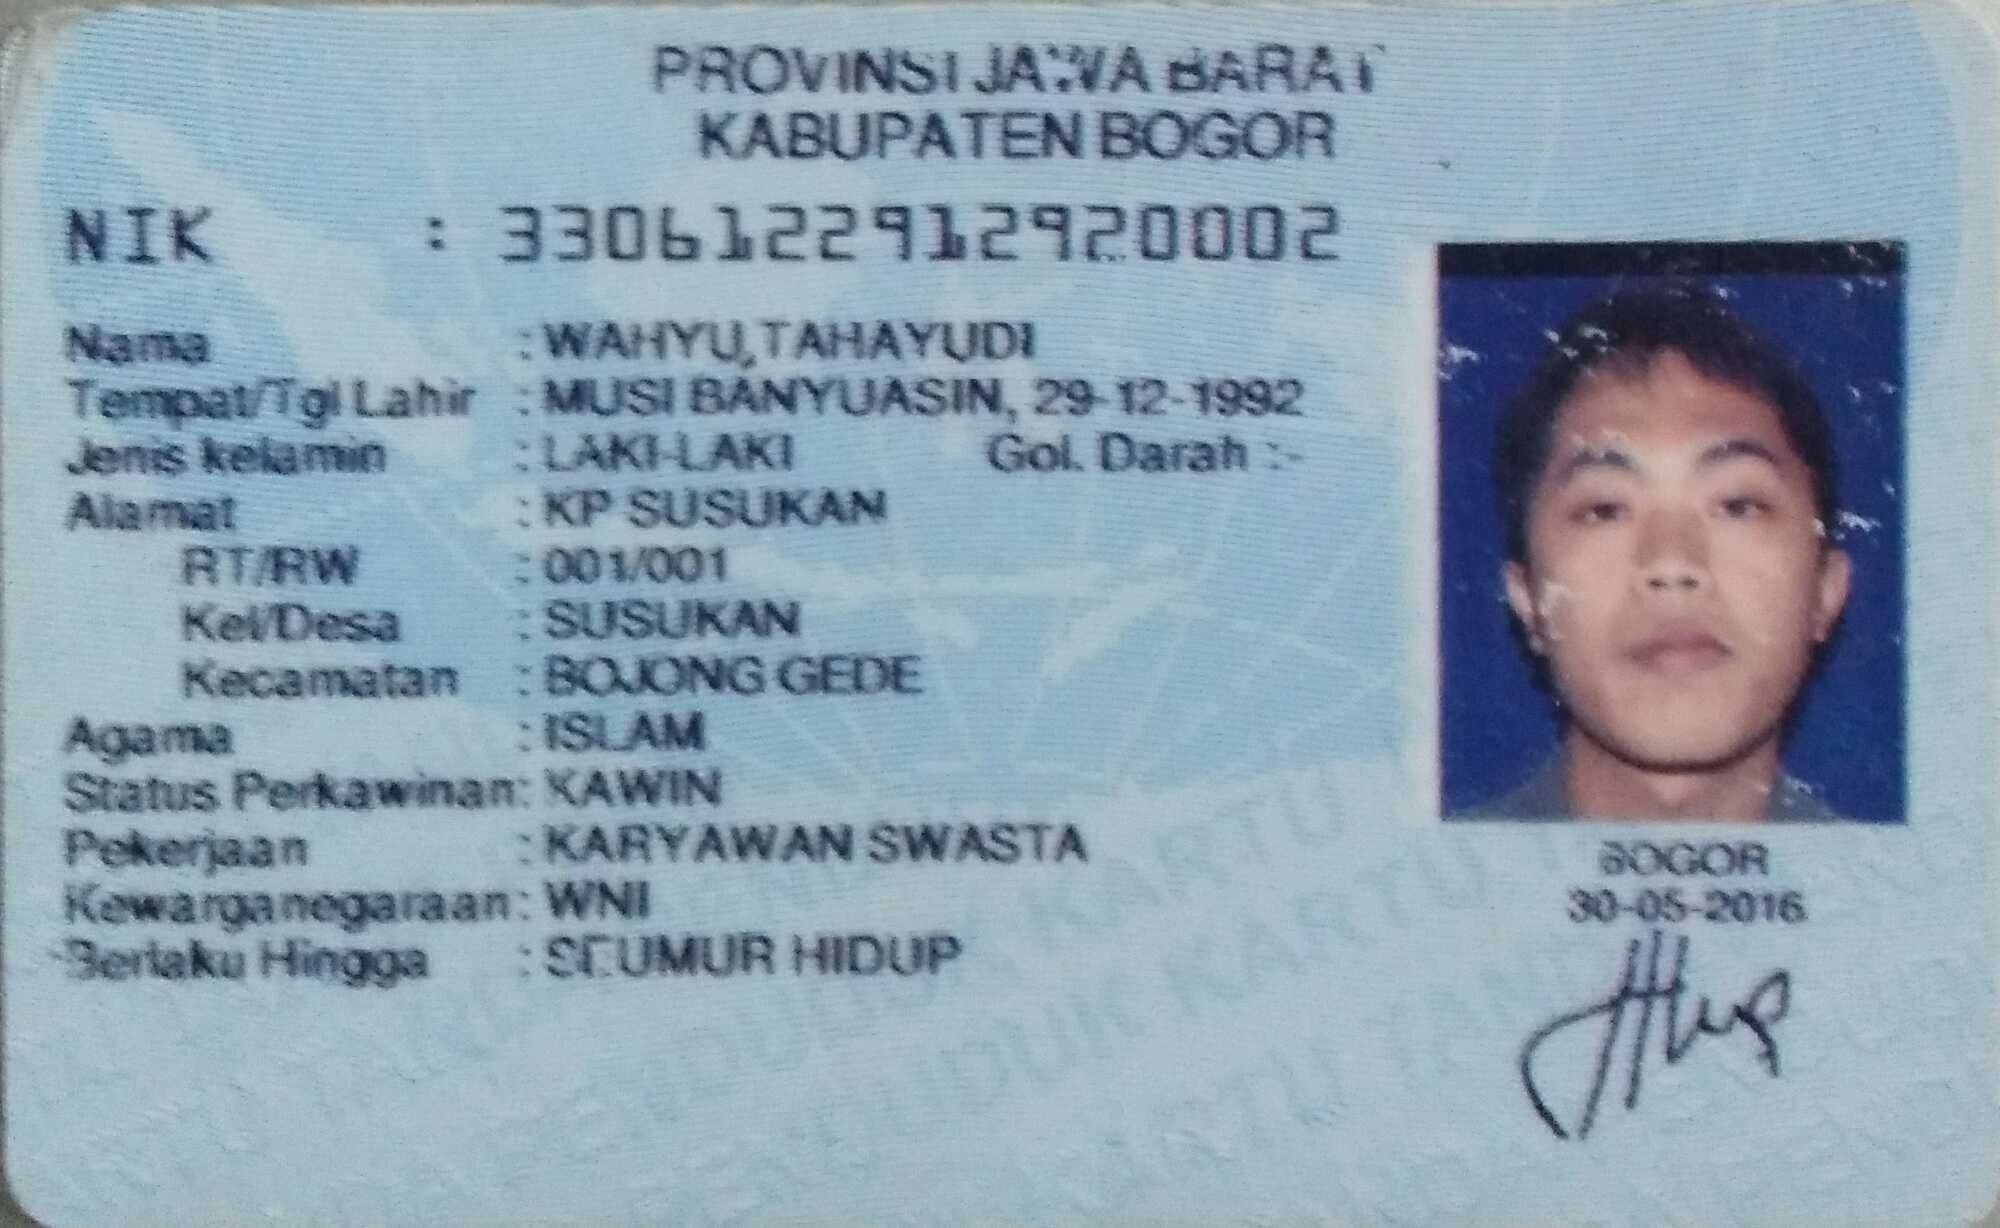 PROVINSI JAWA BARAT
KABUPATEN BOGOR
NIK : 3306122912920002
Nama : WAHYU TAHAYUDI
Tempat/Tgl Lahir : MUSI BANYUASIN, 29-12-1992
Jenis kelamin : LAKI-LAKI Gol. Darah :-
Alamat : KP SUSUKAN
RT/RW : 001/001
Kel/Desa : SUSUKAN
Kecamatan : BOJONG GEDE
Agama : ISLAM
Status Perkawinan: KAWIN
Pekerjaan : KARYAWAN SWASTA
Kewarganegaraan: WNI
Berlaku Hingga : SEUMUR HIDUP
BOGOR
30-05-2016